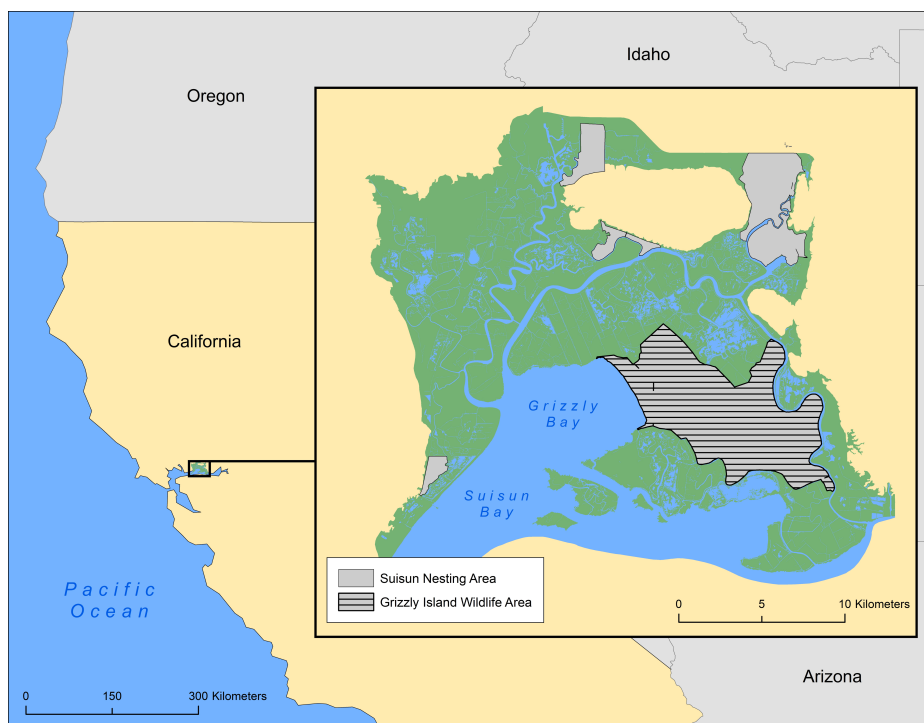 Idaho
Oregon
California
Grizzly
Bay
Suisun
Bay
Pacific
Ocean
Suisun Nesting Area
Grizzly Island Wildlife Area
0 5 10 Kilometers
Arizona
0 150 300 Kilometers